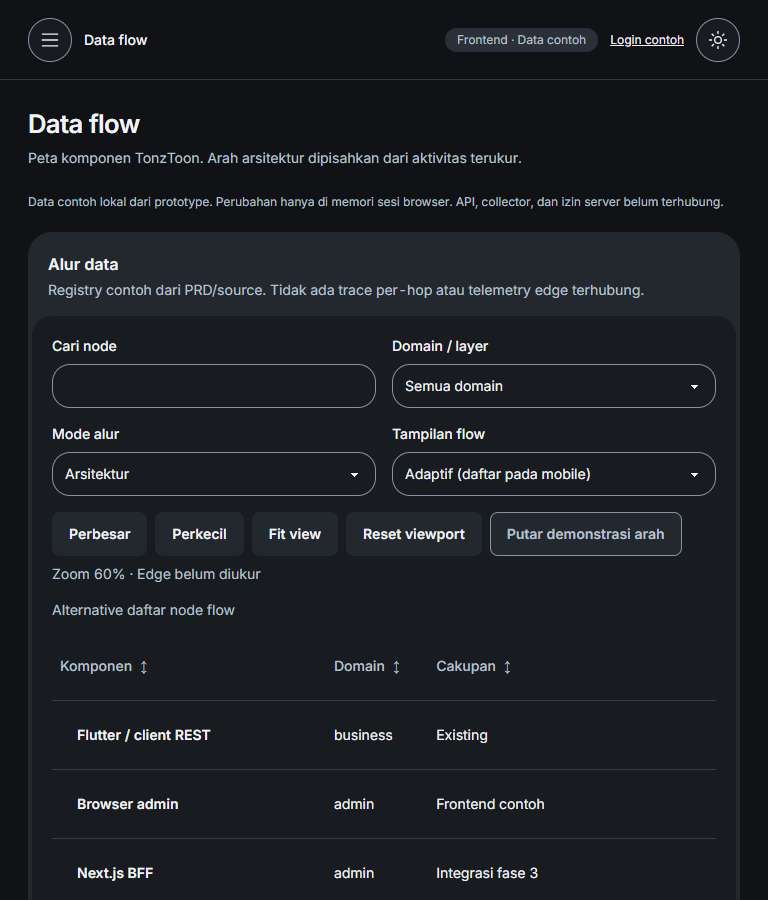 Data flow
Frontend · Data contoh
Login contoh
Data flow
Peta komponen TonzToon. Arah arsitektur dipisahkan dari aktivitas terukur.
Data contoh lokal dari prototype. Perubahan hanya di memori sesi browser. API, collector, dan izin server belum terhubung.
Alur data
Registry contoh dari PRD/source. Tidak ada trace per-hop atau telemetry edge terhubung.
Cari node
Domain / layer
Semua domain
Mode alur
Tampilan flow
Arsitektur
Adaptif (daftar pada mobile)
Perbesar Perkecil Fit view Reset viewport Putar demonstrasi arah
Zoom 60% · Edge belum diukur
Alternative daftar node flow
Komponen ↕ Domain ↕ Cakupan ↕
Flutter / client REST business Existing
Browser admin admin Frontend contoh
Next.js BFF admin Integrasi fase 3